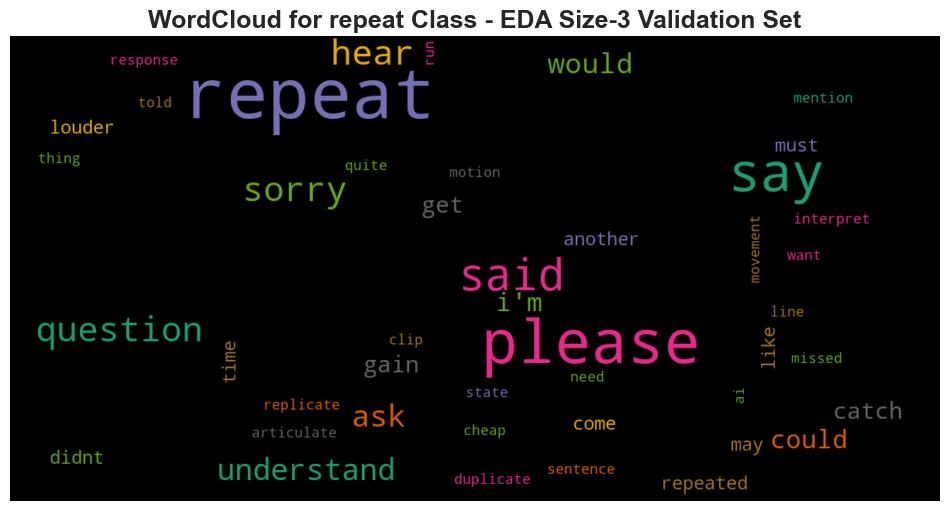 WordCloud for repeat Class - EDA Size-3 Validation Set
hear
run
response
would
repeat
mention
told
louder
must
thing
quite
say
motion
sorry
get
interpret
another
movement
want
said
i'm
line
question
please
clip
like
time
gain
missed
need
state
ai
replicate
catch
ask
come
cheap
articulate
could
may
didnt
understand
sentence
duplicate
repeated